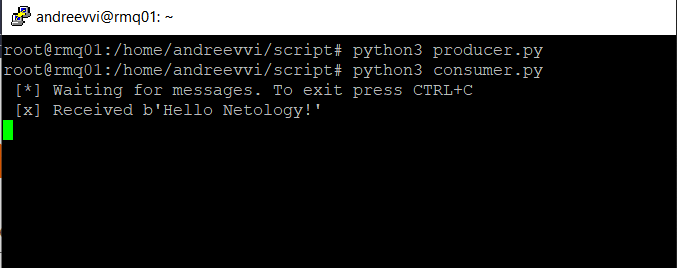 andreevvi@rmq01: ~
root@rmq01:/home/andreevvi/script# python3 producer.py
root@rmq01:/home/andreevvi/script# python3 consumer.py
[*] Waiting for messages. To exit press CTRL+C
[x] Received b'Hello Netology!'